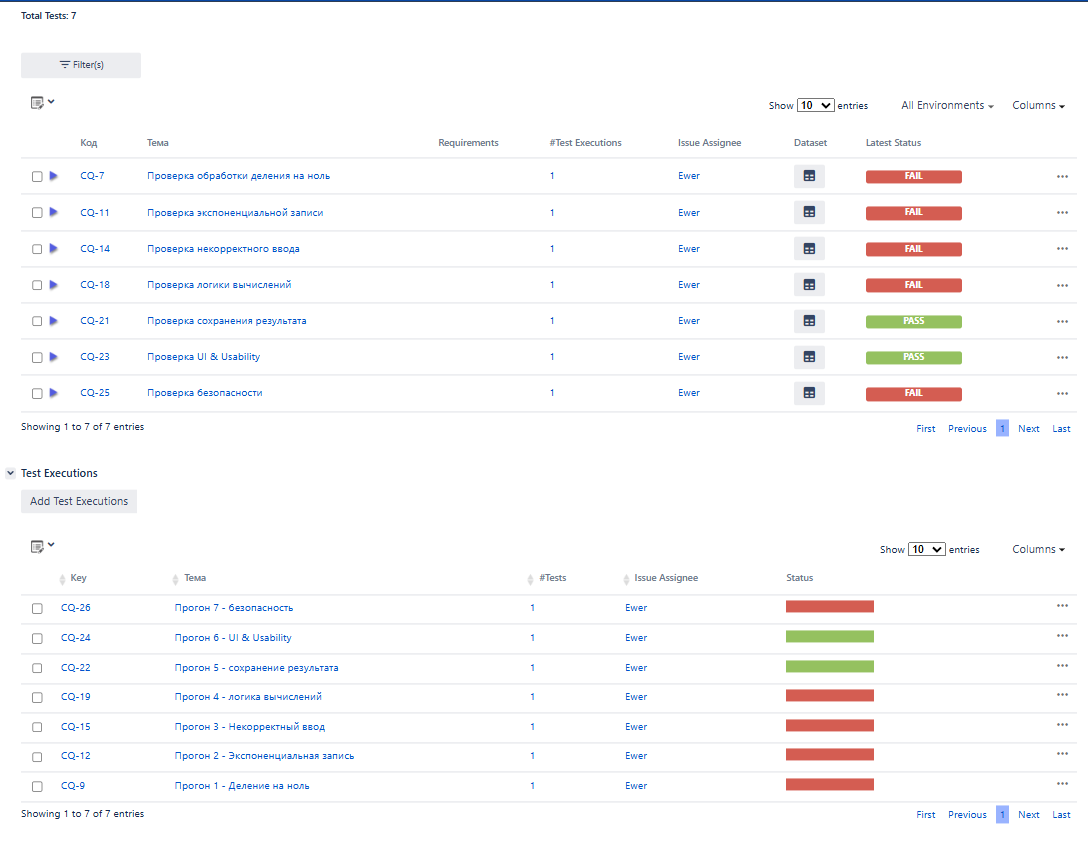 Total Tests: 7
Filter(s)
Show 10 entries All Environments Columns
Код Тема Requirements #Test Executions Issue Assignee Dataset Latest Status
CQ-7 Проверка обработки деления на ноль 1 Ewer FAIL ...
CQ-11 Проверка экспоненциальной записи 1 Ewer FAIL ...
CQ-14 Проверка некорректного ввода 1 Ewer FAIL ...
CQ-18 Проверка логики вычислений 1 Ewer FAIL ...
CQ-21 Проверка сохранения результата 1 Ewer PASS ...
CQ-23 Проверка UI & Usability 1 Ewer PASS ...
CQ-25 Проверка безопасности 1 Ewer FAIL ...
Showing 1 to 7 of 7 entries First Previous 1 Next Last
Test Executions
Add Test Executions
Show 10 entries Columns
Key Тема #Tests Issue Assignee Status
CQ-26 Прогон 7 - безопасность 1 Ewer ...
CQ-24 Прогон 6 - UI & Usability 1 Ewer ...
CQ-22 Прогон 5 - сохранение результата 1 Ewer ...
CQ-19 Прогон 4 - логика вычислений 1 Ewer ...
CQ-15 Прогон 3 - Некорректный ввод 1 Ewer ...
CQ-12 Прогон 2 - Экспоненциальная запись 1 Ewer ...
CQ-9 Прогон 1 - Деление на ноль 1 Ewer ...
Showing 1 to 7 of 7 entries First Previous 1 Next Last